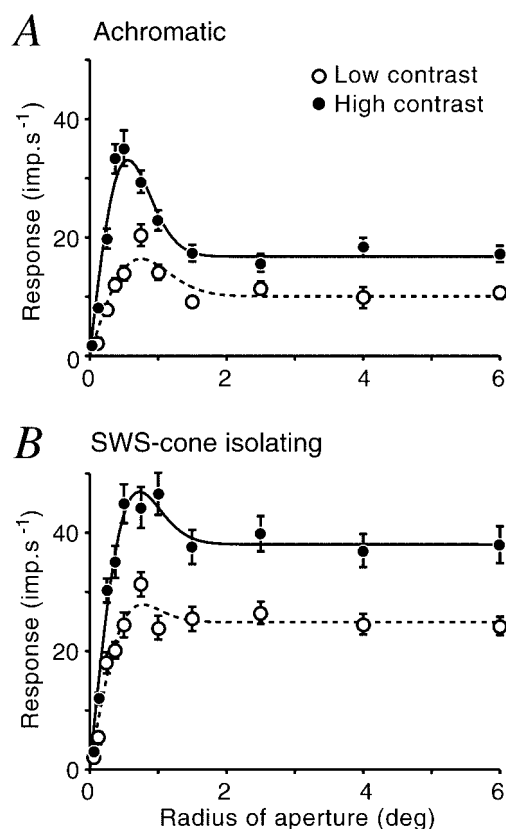 A Achromatic
Low contrast
High contrast
Response (imp.s-1)
40
20
0
0 2 4 6
B SWS-cone isolating
Response (imp.s-1)
40
20
0
0 2 4 6
Radius of aperture (deg)